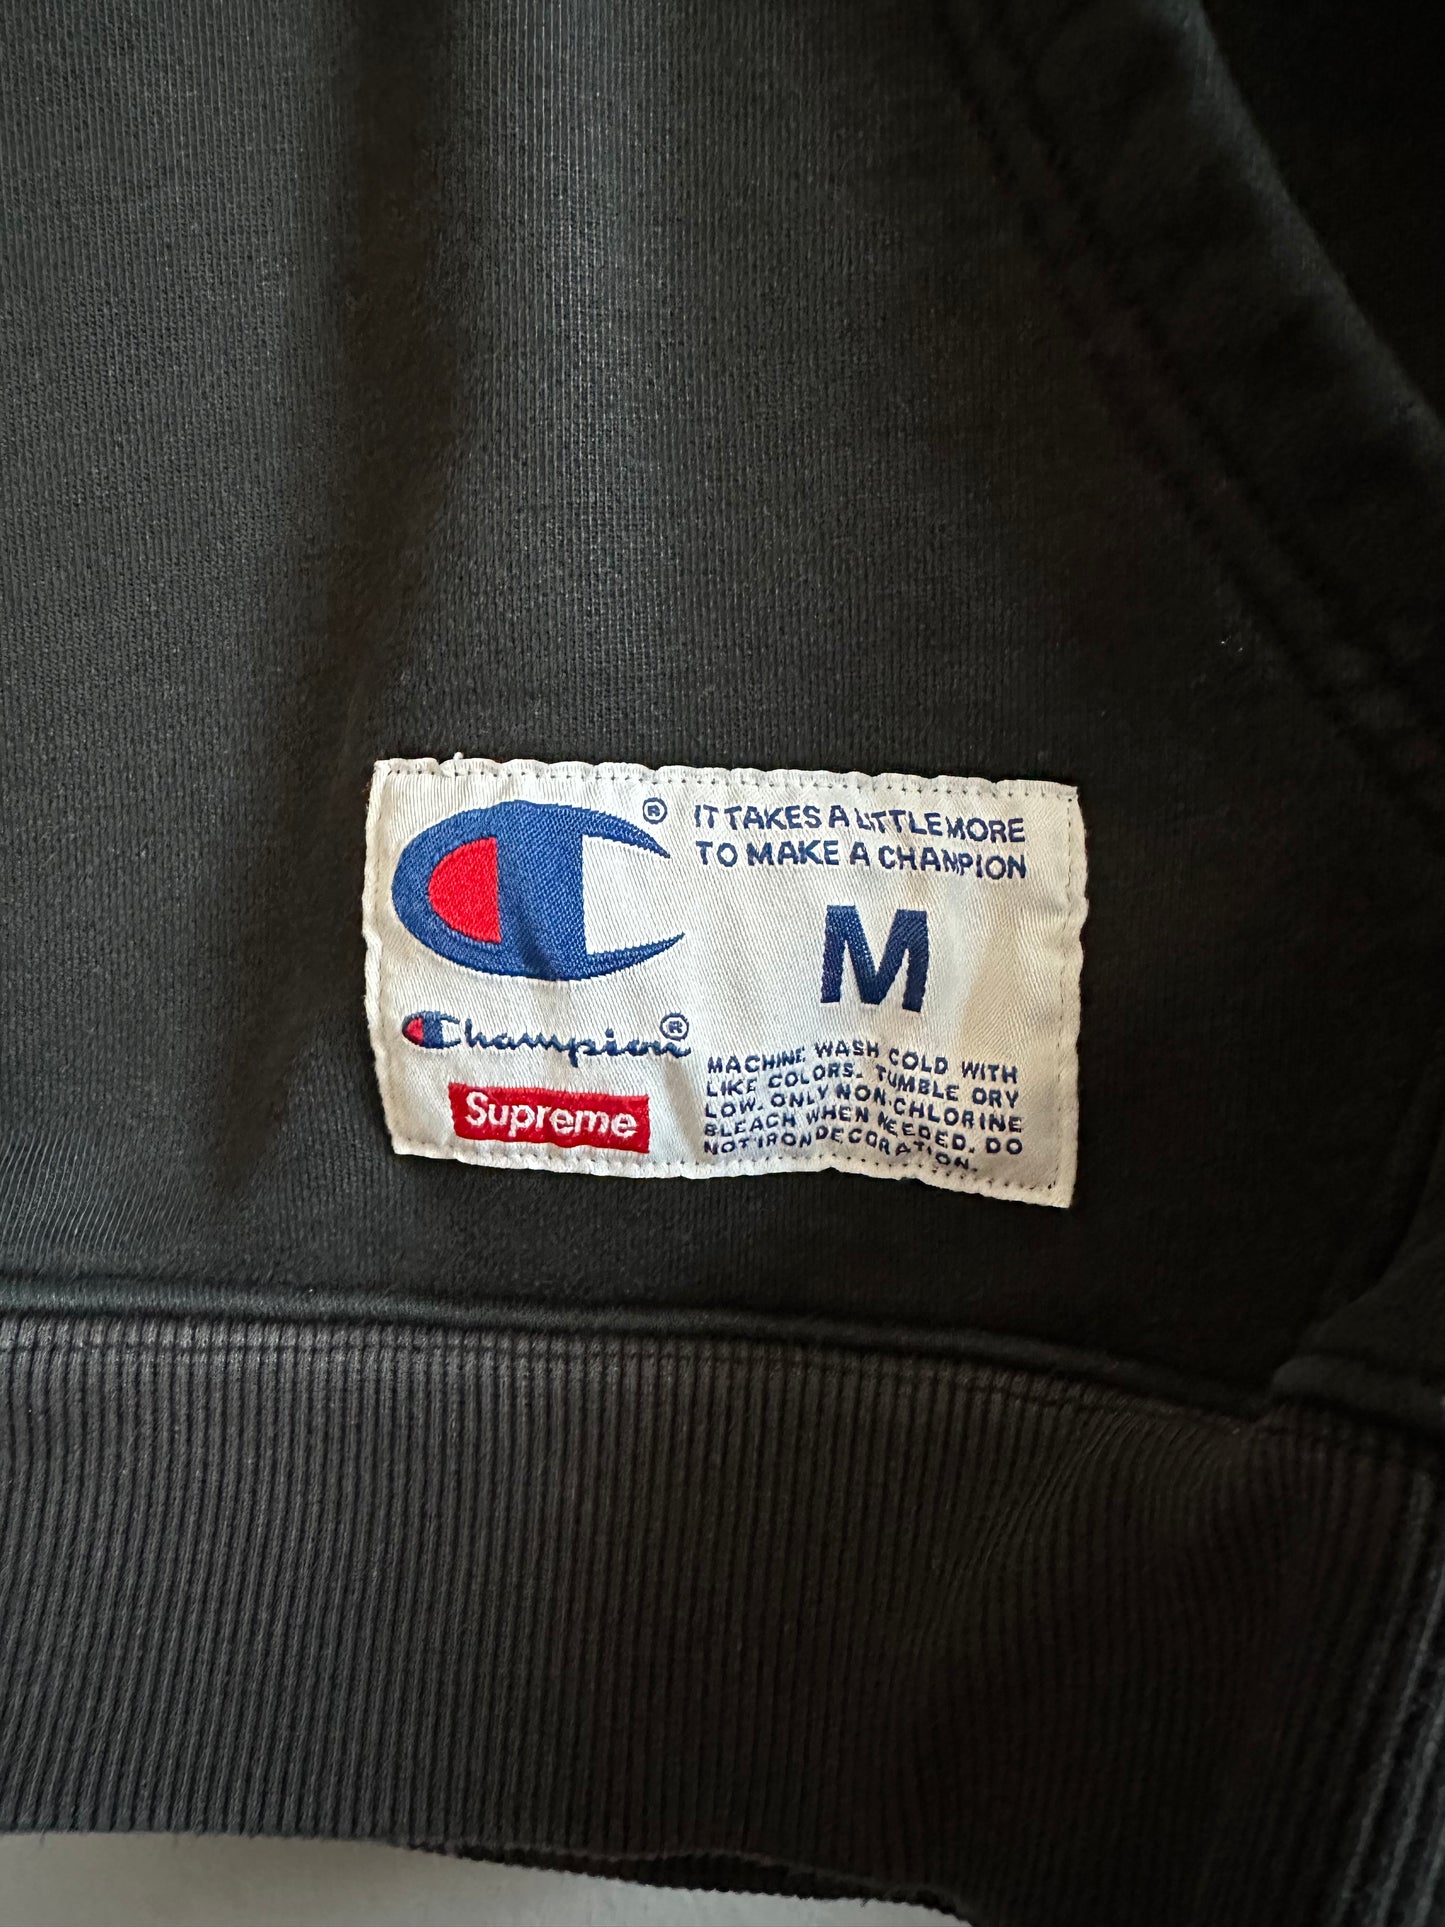 ®
IT TAKES A LITTLE MORE
TO MAKE A CHAMPION
M
Champion®
Supreme
MACHINE WASH COLD WITH
LIKE COLORS. TUMBLE DRY
LOW. ONLY NON-CHLORINE
BLEACH WHEN NEEDED. DO
NOT IRON DECORATION.